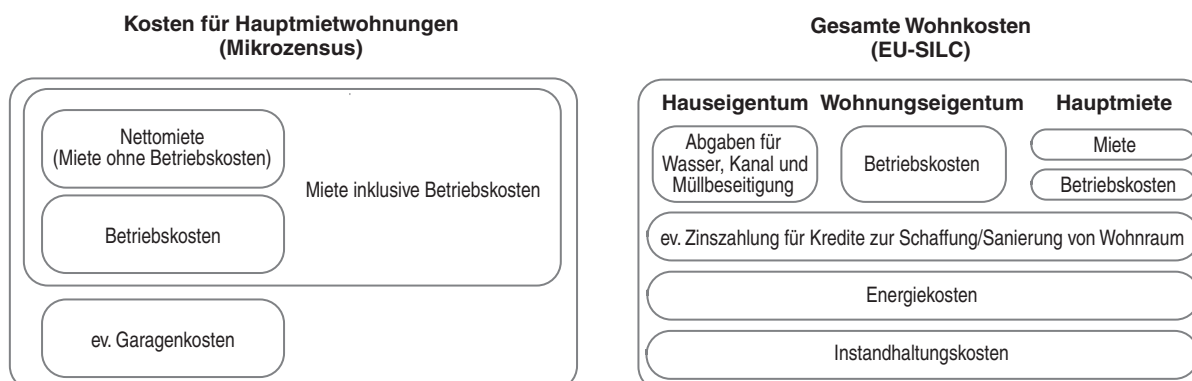 Kosten für Hauptmietwohnungen
(Mikrozensus)
Nettomiete
(Miete ohne Betriebskosten)
Miete inklusive Betriebskosten
Betriebskosten
ev. Garagenkosten
Gesamte Wohnkosten
(EU-SILC)
Hauseigentum Wohnungseigentum Hauptmiete
Abgaben für
Wasser, Kanal und
Müllbeseitigung
Betriebskosten
Miete
Betriebskosten
ev. Zinszahlung für Kredite zur Schaffung/Sanierung von Wohnraum
Energiekosten
Instandhaltungskosten